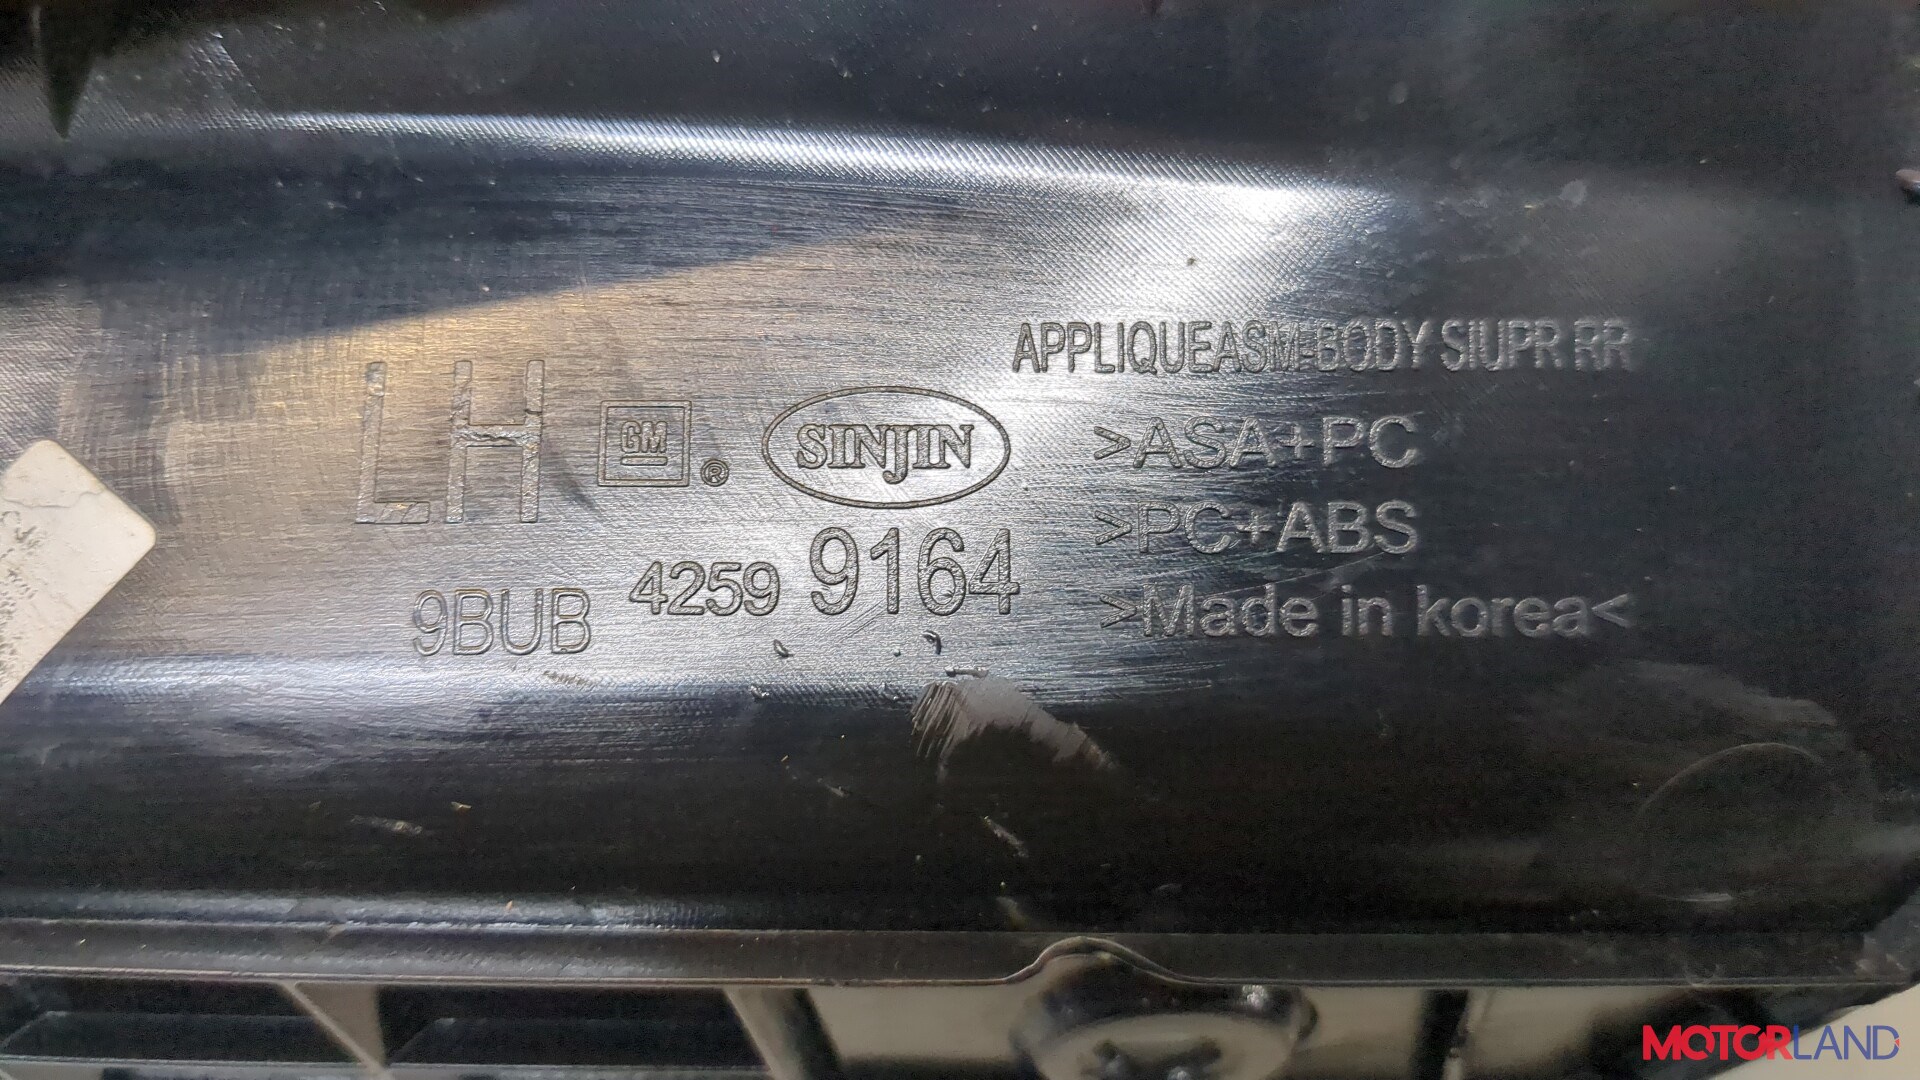 APPLIQUEASM-BODY SIUPR RR
LH GM ® SINJIN >ASA+PC
9BUB 4259 9164 >PC+ABS
>Made in korea<
MOTORLAND